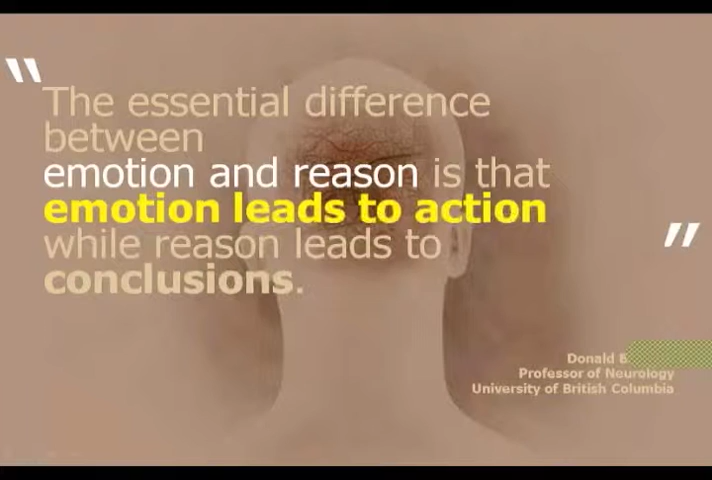 “
The essential difference
between
emotion and reason is that
emotion leads to action
while reason leads to
conclusions.
”
Donald B.
Professor of Neurology
University of British Columbia